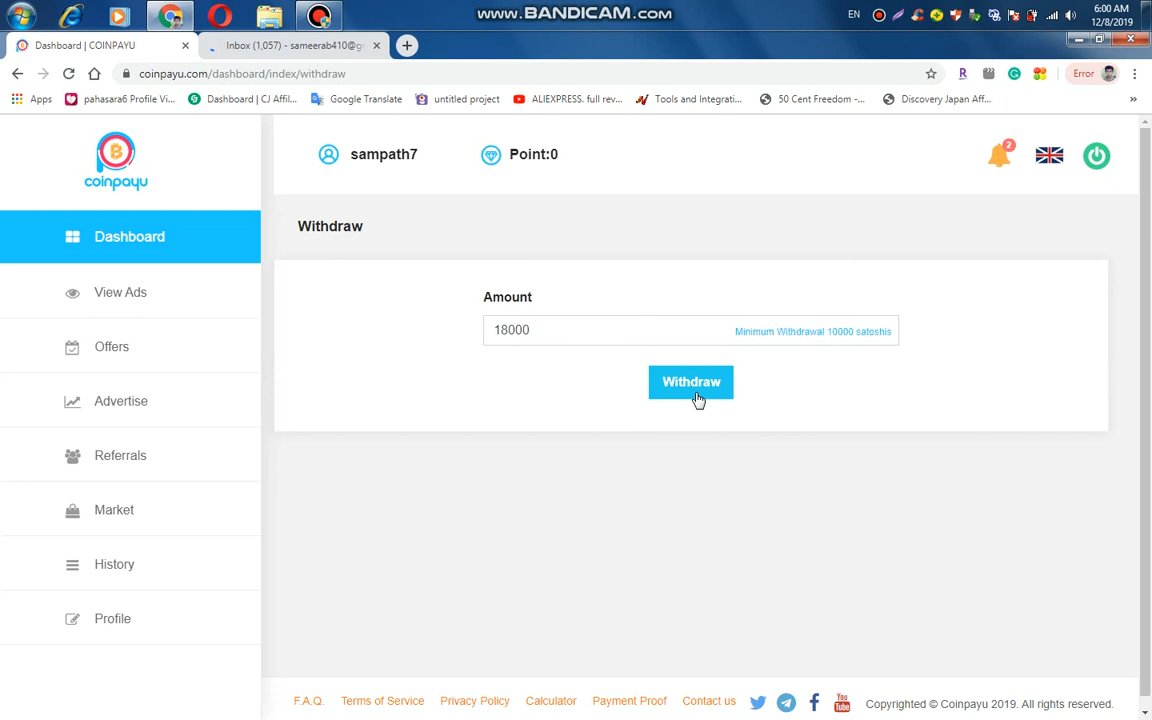 www.BANDICAM.com
EN
6:00 AM
12/8/2019
Dashboard | COINPAYU
Inbox (1,057) - sameerab410@g
coinpayu.com/dashboard/index/withdraw
R
Error
Apps
pahasara6 Profile Vi...
Dashboard | CJ Affil...
Google Translate
untitled project
ALIEXPRESS. full rev...
Tools and Integrati...
50 Cent Freedom -...
Discovery Japan Aff...
»
coinpayu
sampath7
Point:0
2
Dashboard
View Ads
Offers
Advertise
Referrals
Market
History
Profile
Withdraw
Amount
18000
Minimum Withdrawal 10000 satoshis
Withdraw
F.A.Q.
Terms of Service
Privacy Policy
Calculator
Payment Proof
Contact us
You
Tube
Copyrighted © Coinpayu 2019. All rights reserved.